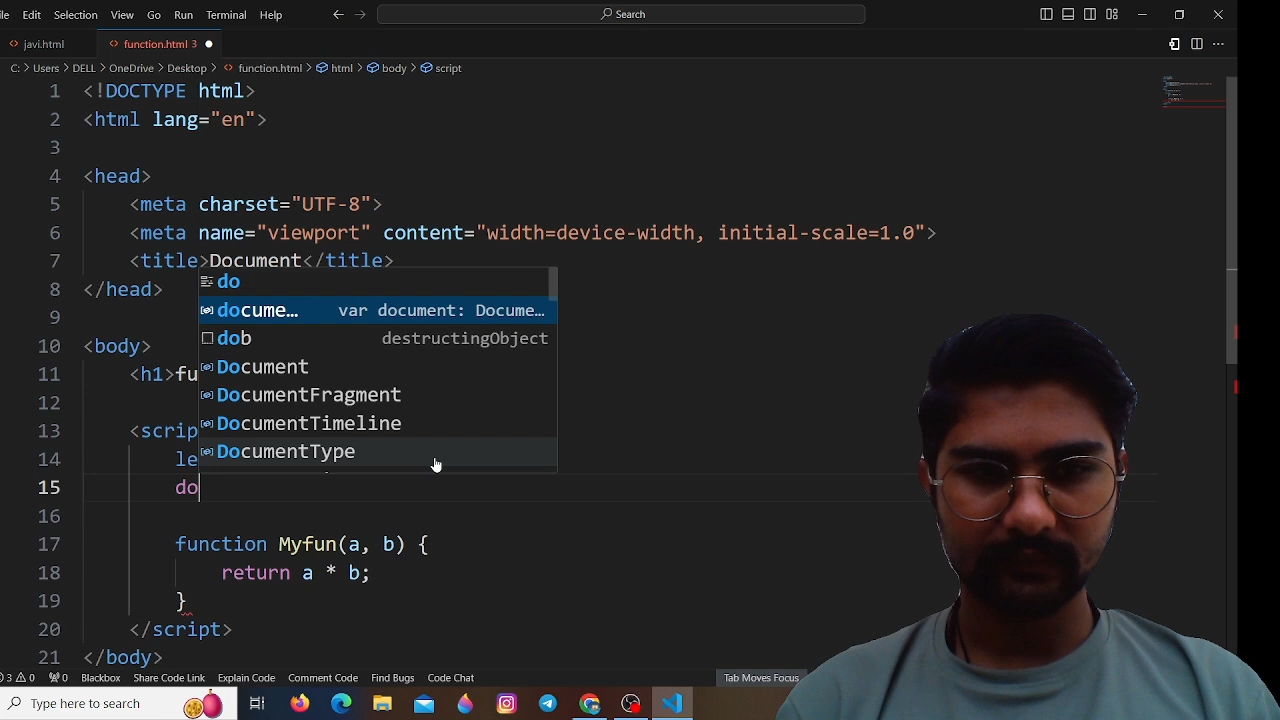 ile Edit Selection View Go Run Terminal Help Search
javi.html function.html 3
C: > Users > DELL > OneDrive > Desktop > function.html > html > body > script
1 <!DOCTYPE html>
2 <html lang="en">
3
4 <head>
5 <meta charset="UTF-8">
6 <meta name="viewport" content="width=device-width, initial-scale=1.0">
7 <title>Document</title>
do
8 </head>
docume… var document: Docume…
9
dob destructingObject
10 <body>
Document
11 <h1>fu
DocumentFragment
12
DocumentTimeline
13 <scrip
DocumentType
14 le
15 do
16
17 function Myfun(a, b) {
18 return a * b;
19 }
20 </script>
21 </body>
3 0 0 Blackbox Share Code Link Explain Code Comment Code Find Bugs Code Chat Tab Moves Focus
Type here to search